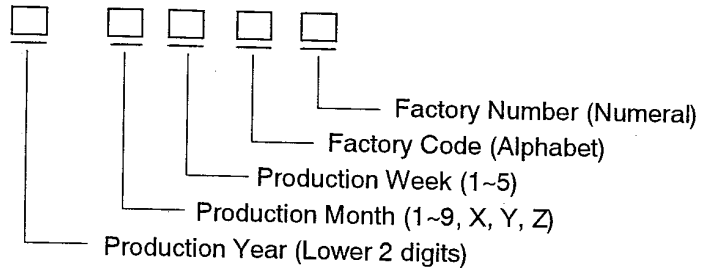 Factory Number (Numeral)
Factory Code (Alphabet)
Production Week (1~5)
Production Month (1~9, X, Y, Z)
Production Year (Lower 2 digits)